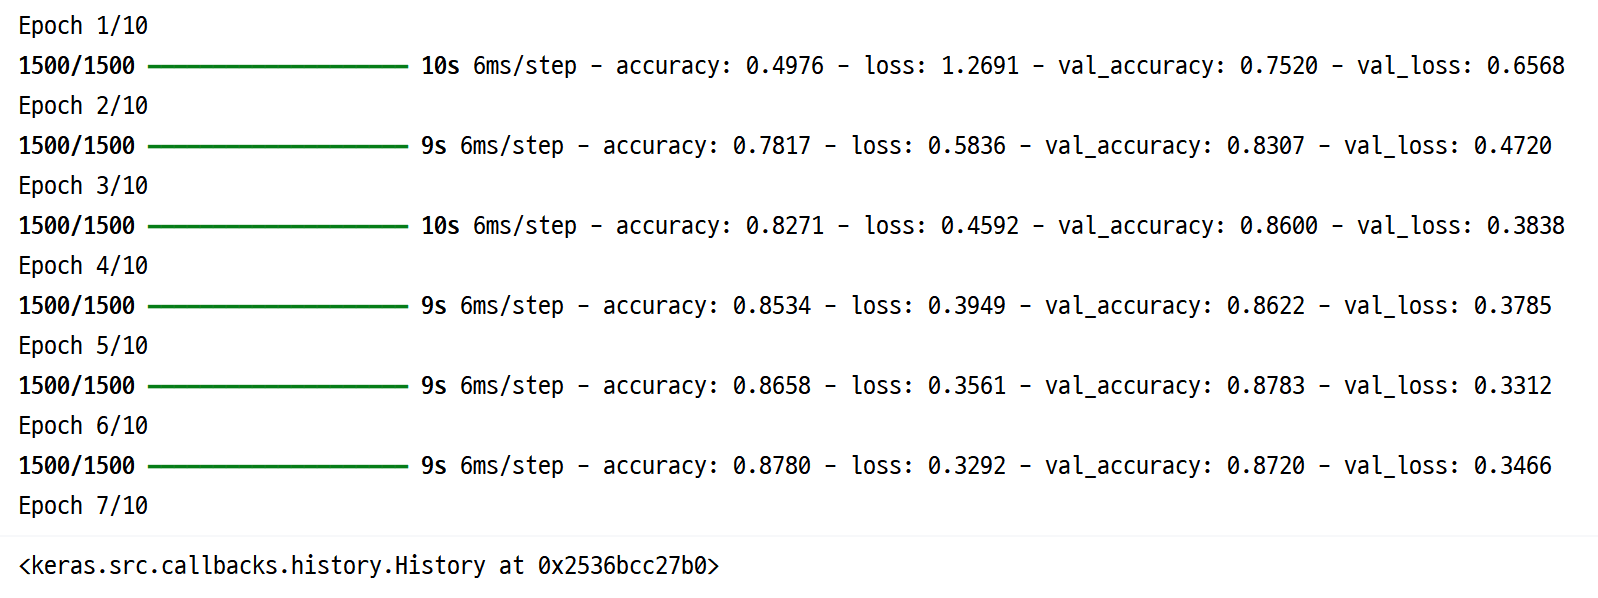 Epoch 1/10
1500/1500 ━━━━━━━━━━━━━━━━━━━━ 10s 6ms/step - accuracy: 0.4976 - loss: 1.2691 - val_accuracy: 0.7520 - val_loss: 0.6568
Epoch 2/10
1500/1500 ━━━━━━━━━━━━━━━━━━━━ 9s 6ms/step - accuracy: 0.7817 - loss: 0.5836 - val_accuracy: 0.8307 - val_loss: 0.4720
Epoch 3/10
1500/1500 ━━━━━━━━━━━━━━━━━━━━ 10s 6ms/step - accuracy: 0.8271 - loss: 0.4592 - val_accuracy: 0.8600 - val_loss: 0.3838
Epoch 4/10
1500/1500 ━━━━━━━━━━━━━━━━━━━━ 9s 6ms/step - accuracy: 0.8534 - loss: 0.3949 - val_accuracy: 0.8622 - val_loss: 0.3785
Epoch 5/10
1500/1500 ━━━━━━━━━━━━━━━━━━━━ 9s 6ms/step - accuracy: 0.8658 - loss: 0.3561 - val_accuracy: 0.8783 - val_loss: 0.3312
Epoch 6/10
1500/1500 ━━━━━━━━━━━━━━━━━━━━ 9s 6ms/step - accuracy: 0.8780 - loss: 0.3292 - val_accuracy: 0.8720 - val_loss: 0.3466
Epoch 7/10
<keras.src.callbacks.history.History at 0x2536bcc27b0>